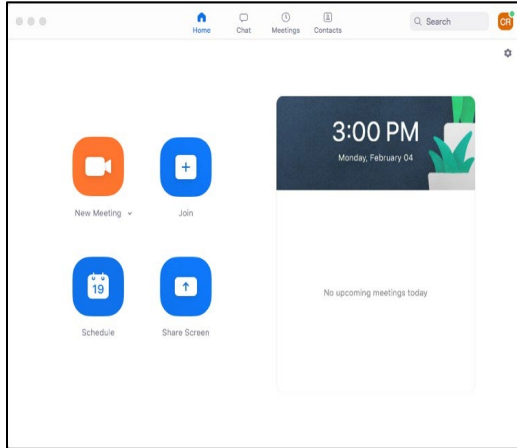 Home
Chat
Meetings
Contacts
Search
CR
3:00 PM
Monday, February 04
New Meeting
Join
19
Schedule
Share Screen
No upcoming meetings today